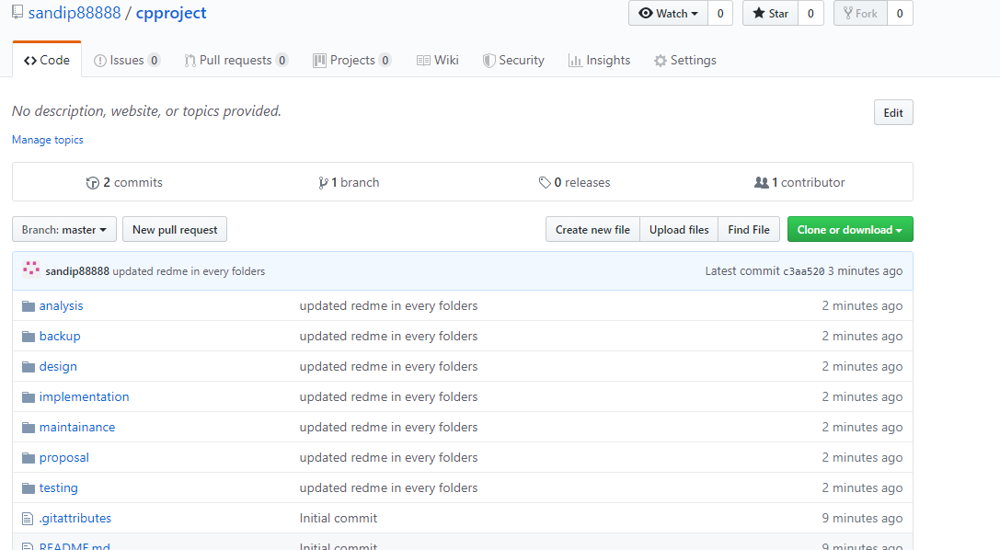 sandip88888 / cpproject Watch 0 Star 0 Fork 0
Code Issues 0 Pull requests 0 Projects 0 Wiki Security Insights Settings
No description, website, or topics provided. Edit
Manage topics
2 commits 1 branch 0 releases 1 contributor
Branch: master New pull request Create new file Upload files Find File Clone or download
sandip88888 updated redme in every folders Latest commit c3aa520 3 minutes ago
analysis updated redme in every folders 2 minutes ago
backup updated redme in every folders 2 minutes ago
design updated redme in every folders 2 minutes ago
implementation updated redme in every folders 2 minutes ago
maintainance updated redme in every folders 2 minutes ago
proposal updated redme in every folders 2 minutes ago
testing updated redme in every folders 2 minutes ago
.gitattributes Initial commit 9 minutes ago
README.md Initial commit 9 minutes ago